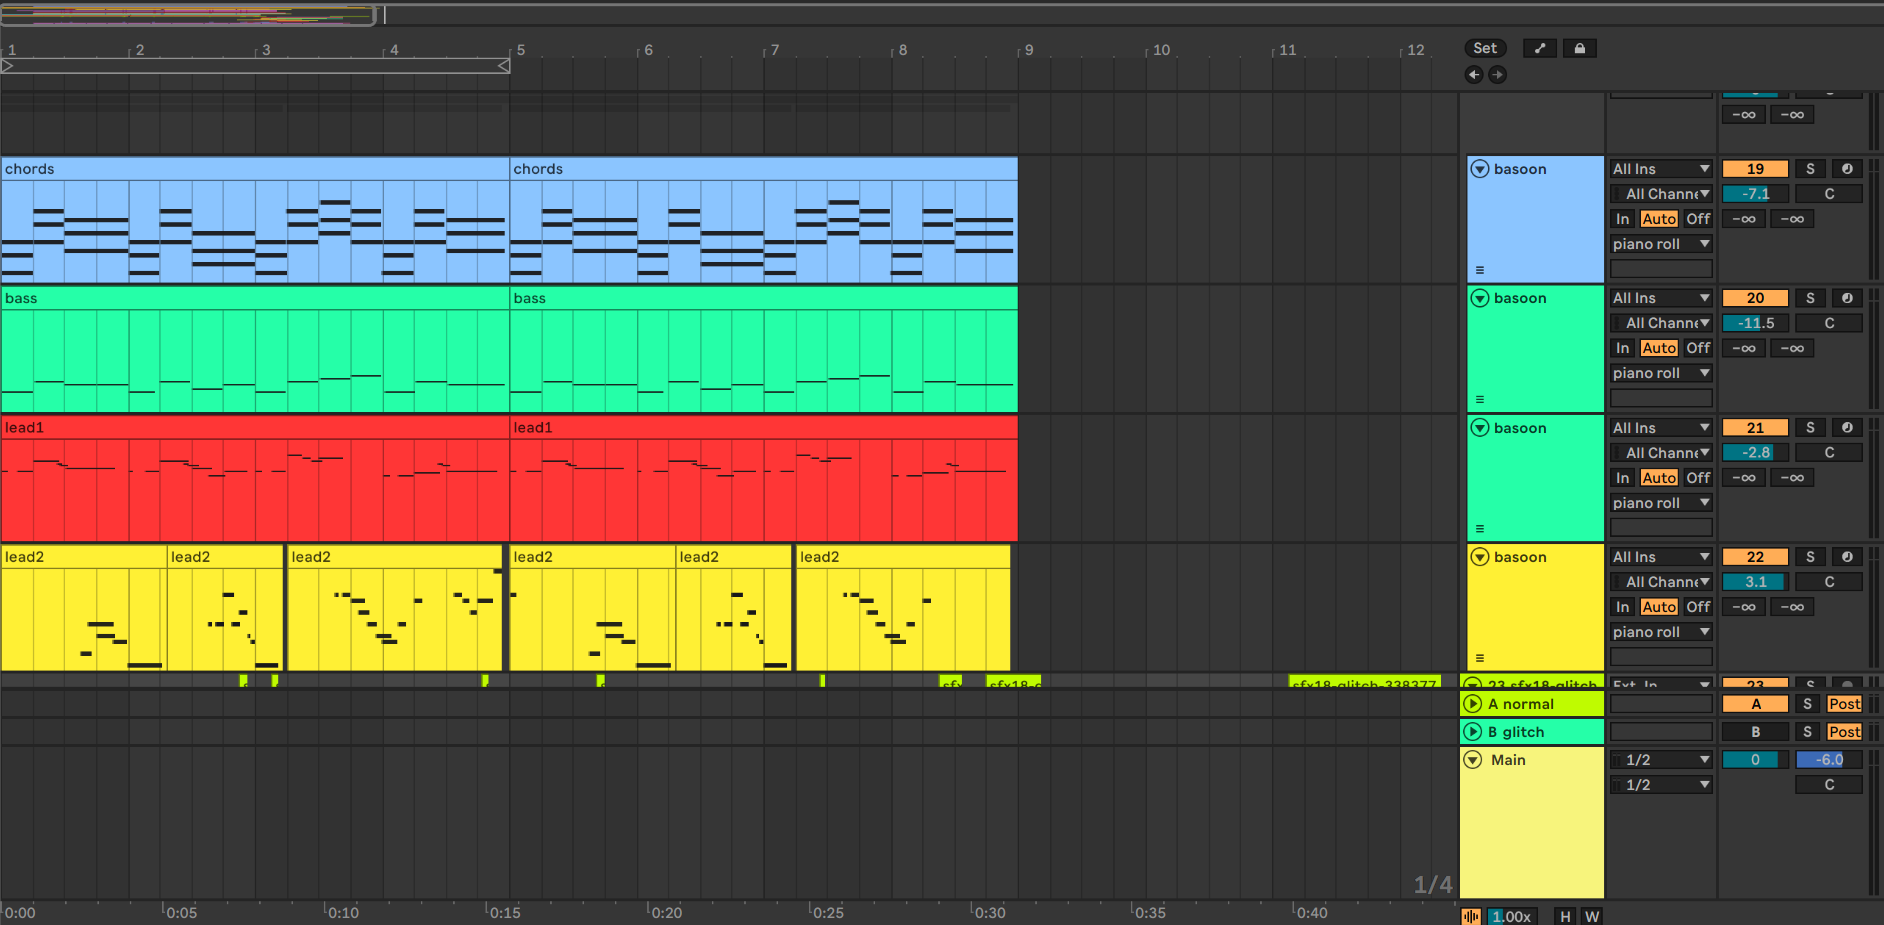 1 2 3 4 5 6 7 8 9 10 11 12 Set
-∞ -∞
chords chords basoon All Ins 19 S
All Channe -7.1 C
In Auto Off -∞ -∞
piano roll
bass bass basoon All Ins 20 S
All Channe -11.5 C
In Auto Off -∞ -∞
piano roll
lead1 lead1 basoon All Ins 21 S
All Channe -2.8 C
In Auto Off -∞ -∞
piano roll
lead2 lead2 lead2 lead2 lead2 lead2 basoon All Ins 22 S
All Channe 3.1 C
In Auto Off -∞ -∞
piano roll
sfx sfx18-g sfx18-glitch-338377 23 sfx18-glitch Ext. In 23 S
A normal A S Post
B glitch B S Post
Main 1/2 0 -6.0
1/2 C
1/4
0:00 0:05 0:10 0:15 0:20 0:25 0:30 0:35 0:40 1.00x H W